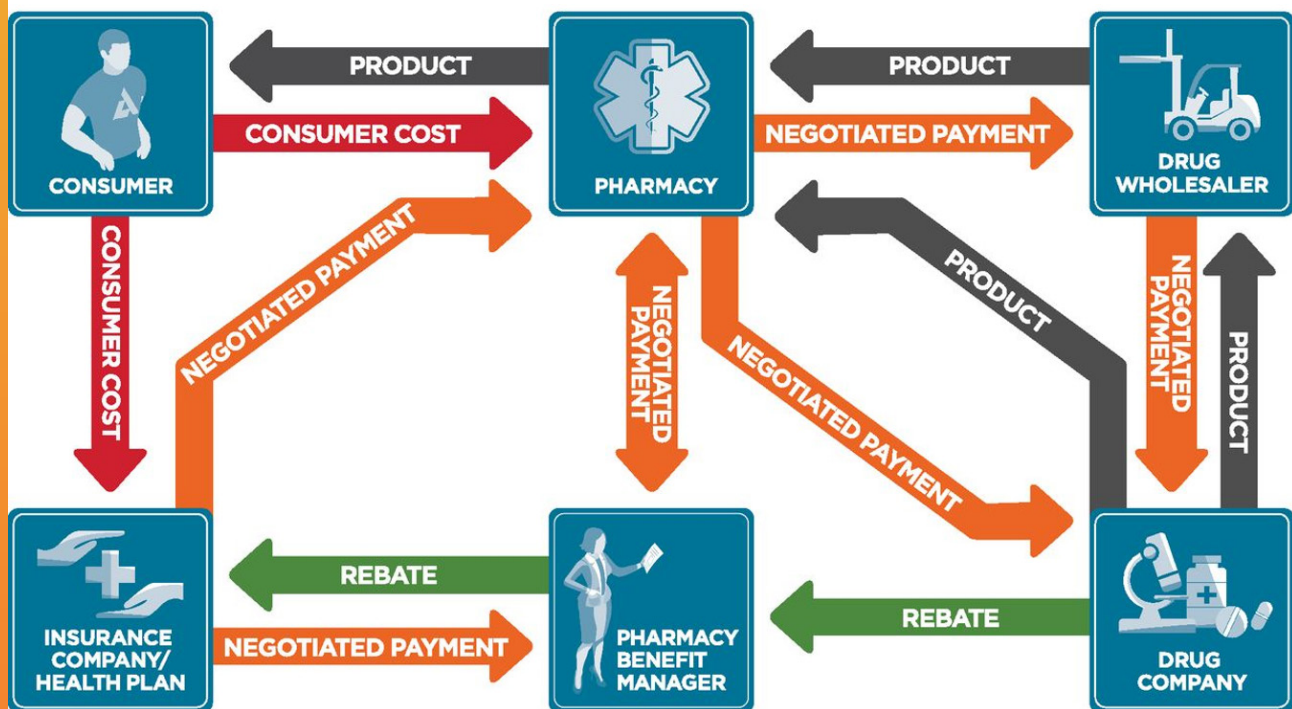 PRODUCT
PRODUCT
CONSUMER COST
NEGOTIATED PAYMENT
CONSUMER
PHARMACY
DRUG
WHOLESALER
CONSUMER COST
NEGOTIATED PAYMENT
NEGOTIATED
PAYMENT
NEGOTIATED PAYMENT
PRODUCT
NEGOTIATED
PAYMENT
PRODUCT
REBATE
REBATE
NEGOTIATED PAYMENT
INSURANCE
COMPANY/
HEALTH PLAN
PHARMACY
BENEFIT
MANAGER
DRUG
COMPANY